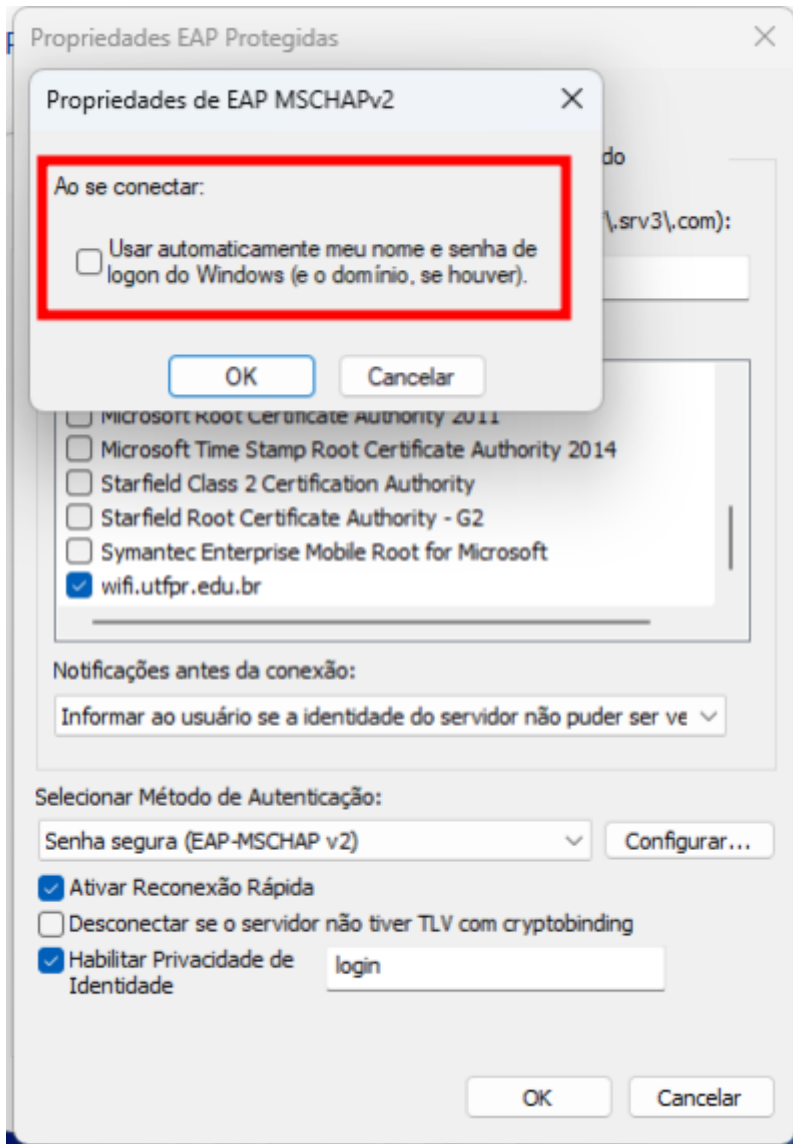 Propriedades EAP Protegidas
Propriedades de EAP MSCHAPv2
do
Ao se conectar:
\.srv3\.com):
Usar automaticamente meu nome e senha de
logon do Windows (e o domínio, se houver).
OK
Cancelar
Microsoft Root Certificate Authority 2011
Microsoft Time Stamp Root Certificate Authority 2014
Starfield Class 2 Certification Authority
Starfield Root Certificate Authority - G2
Symantec Enterprise Mobile Root for Microsoft
wifi.utfpr.edu.br
Notificações antes da conexão:
Informar ao usuário se a identidade do servidor não puder ser ve
Selecionar Método de Autenticação:
Senha segura (EAP-MSCHAP v2)
Configurar...
Ativar Reconexão Rápida
Desconectar se o servidor não tiver TLV com cryptobinding
Habilitar Privacidade de
Identidade
login
OK
Cancelar